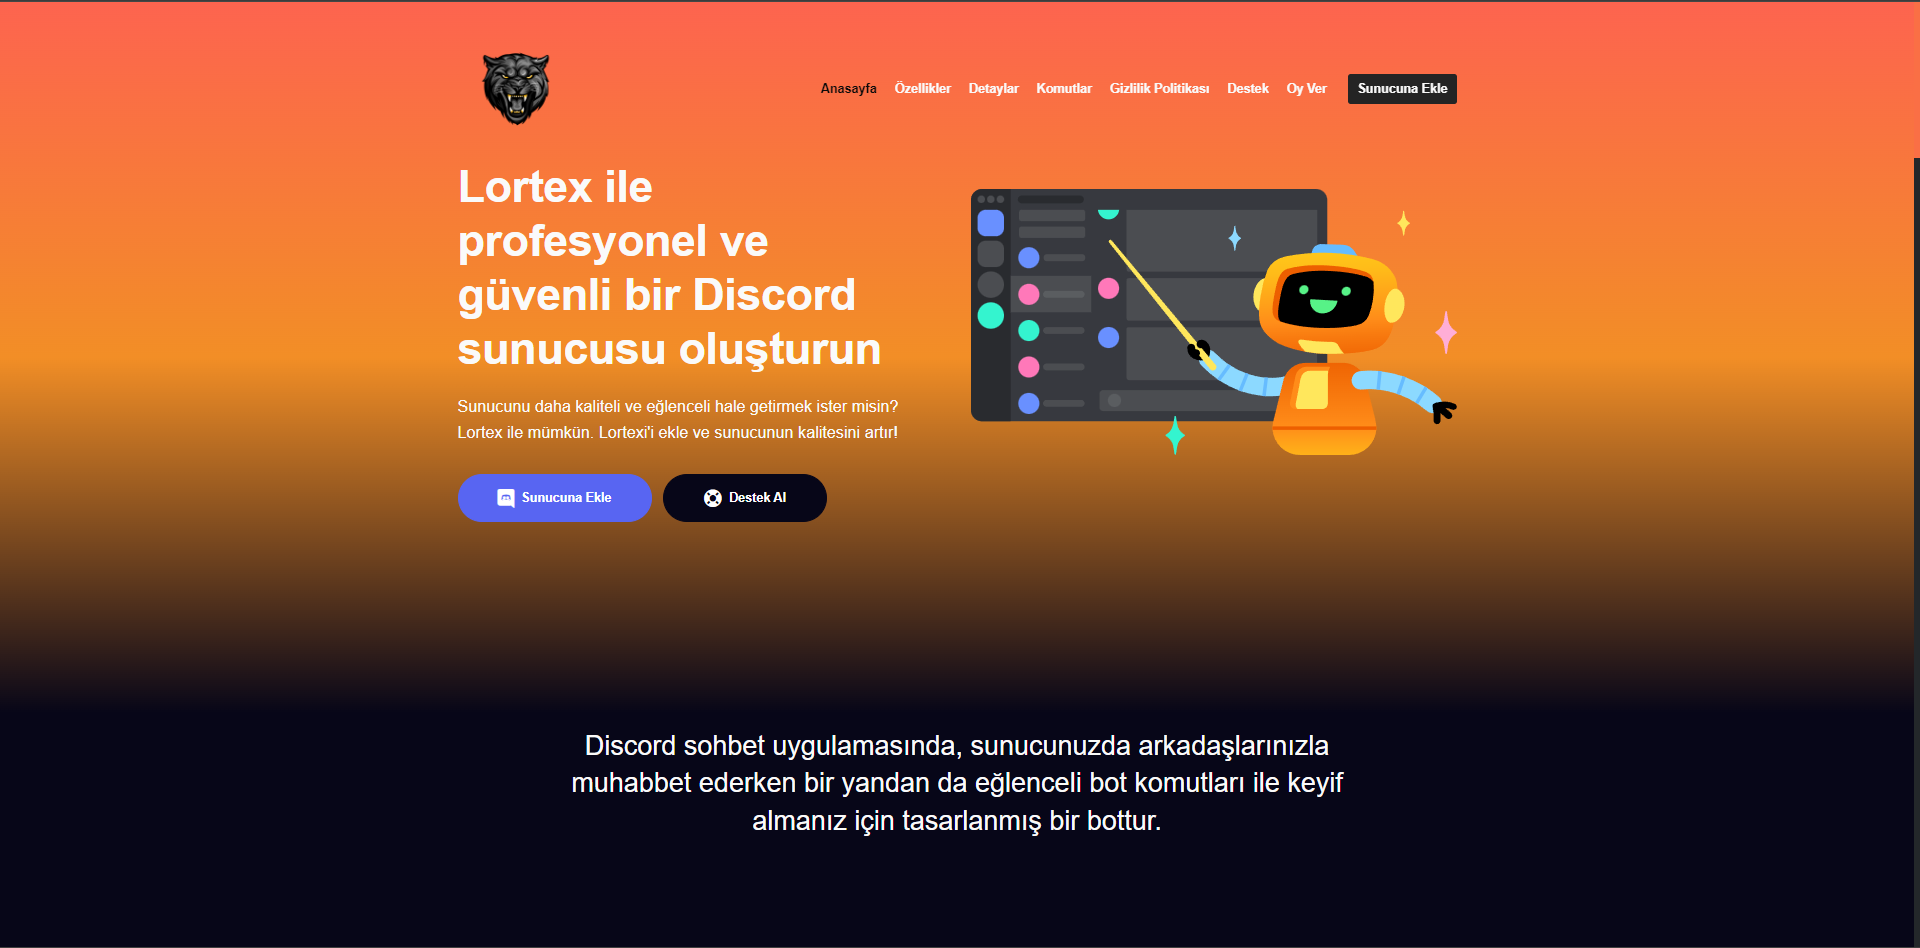 Anasayfa Özellikler Detaylar Komutlar Gizlilik Politikası Destek Oy Ver Sunucuna Ekle
Lortex ile
profesyonel ve
güvenli bir Discord
sunucusu oluşturun
Sunucunu daha kaliteli ve eğlenceli hale getirmek ister misin?
Lortex ile mümkün. Lortexi'i ekle ve sunucunun kalitesini artır!
Sunucuna Ekle Destek Al
Discord sohbet uygulamasında, sunucunuzda arkadaşlarınızla
muhabbet ederken bir yandan da eğlenceli bot komutları ile keyif
almanız için tasarlanmış bir bottur.